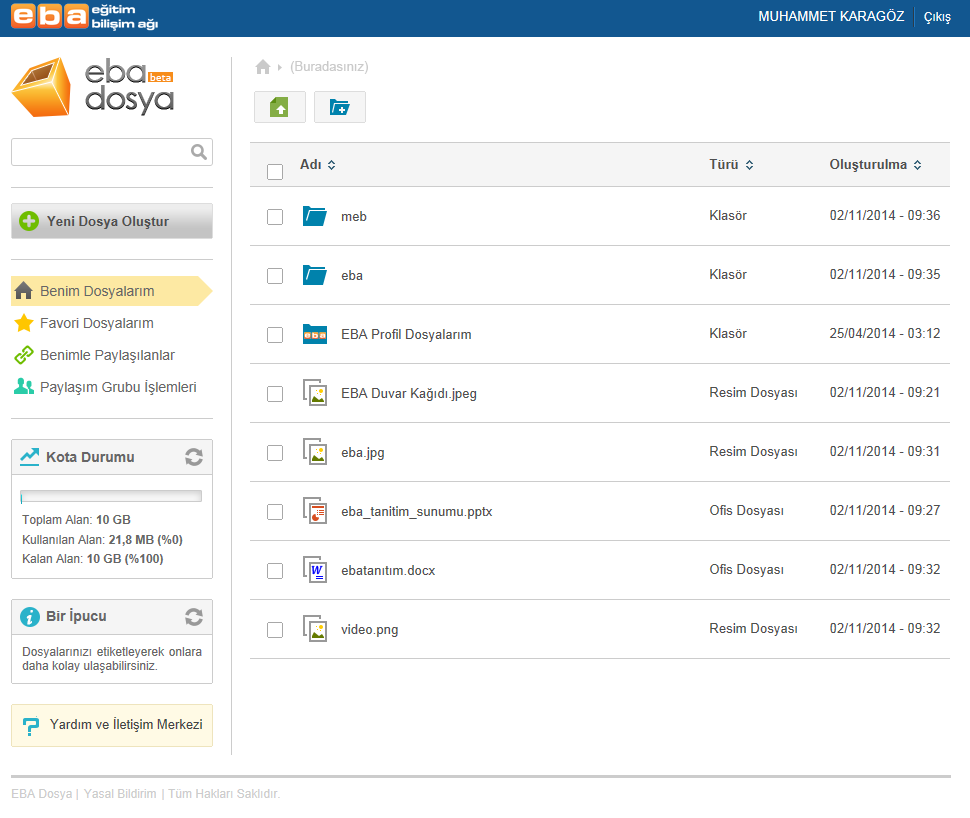 eba eğitim bilişim ağı
MUHAMMET KARAGÖZ Çıkış
eba beta dosya
(Buradasınız)
Yeni Dosya Oluştur
Benim Dosyalarım
Favori Dosyalarım
Benimle Paylaşılanlar
Paylaşım Grubu İşlemleri
Kota Durumu
Toplam Alan: 10 GB
Kullanılan Alan: 21,8 MB (%0)
Kalan Alan: 10 GB (%100)
Bir İpucu
Dosyalarınızı etiketleyerek onlara
daha kolay ulaşabilirsiniz.
Yardım ve İletişim Merkezi
Adı Türü Oluşturulma
meb Klasör 02/11/2014 - 09:36
eba Klasör 02/11/2014 - 09:35
eba EBA Profil Dosyalarım Klasör 25/04/2014 - 03:12
EBA Duvar Kağıdı.jpeg Resim Dosyası 02/11/2014 - 09:21
eba.jpg Resim Dosyası 02/11/2014 - 09:31
eba_tanitim_sunumu.pptx Ofis Dosyası 02/11/2014 - 09:27
W ebatanıtım.docx Ofis Dosyası 02/11/2014 - 09:32
video.png Resim Dosyası 02/11/2014 - 09:32
EBA Dosya | Yasal Bildirim | Tüm Hakları Saklıdır.